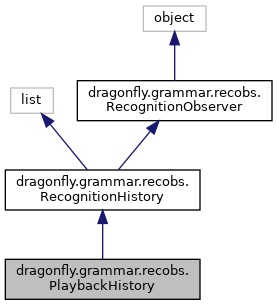 object
list
dragonfly.grammar.recobs.
RecognitionObserver
dragonfly.grammar.recobs.
RecognitionHistory
dragonfly.grammar.recobs.
PlaybackHistory